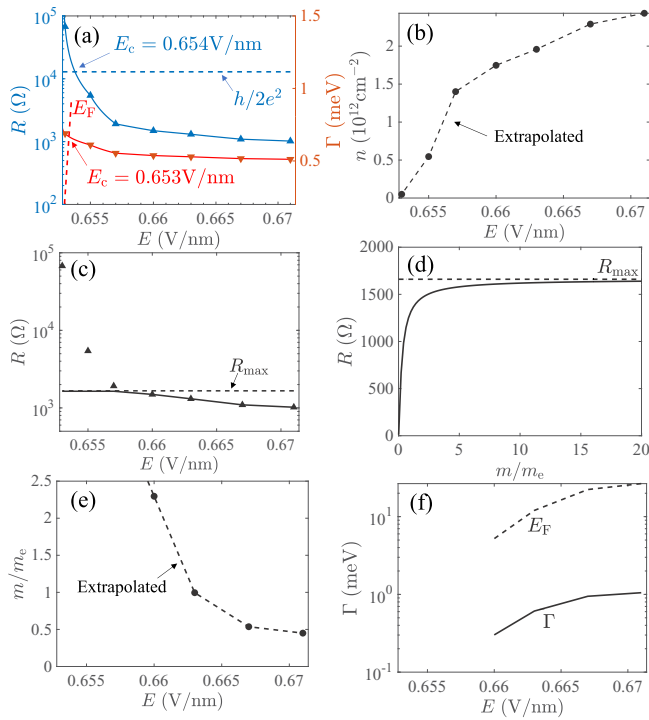 (a)
10^5
10^4
10^3
10^2
R (Ω)
E_c = 0.654V/nm
h/2e^2
E_F
E_c = 0.653V/nm
1.5
1
0.5
Γ (meV)
0.655 0.66 0.665 0.67
E (V/nm)
(b)
2
1.5
1
0.5
0
n (10^12 cm^−2)
Extrapolated
0.655 0.66 0.665 0.67
E (V/nm)
(c)
10^5
10^4
10^3
R (Ω)
R_max
0.655 0.66 0.665 0.67
E (V/nm)
(d)
2000
1500
1000
500
0
R (Ω)
R_max
0 5 10 15 20
m/m_e
(e)
2.5
2
1.5
1
0.5
0
m/m_e
Extrapolated
0.655 0.66 0.665 0.67
E (V/nm)
(f)
10^1
10^0
10^-1
Γ (meV)
E_F
Γ
0.655 0.66 0.665 0.67
E (V/nm)